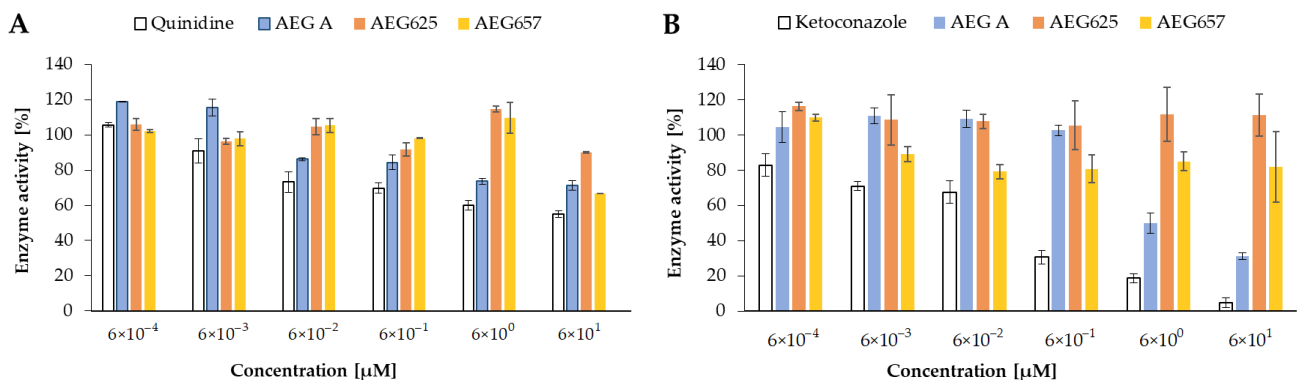 A
Quinidine AEG A AEG625 AEG657
Enzyme activity [%]
140
120
100
80
60
40
20
0
6×10⁻⁴ 6×10⁻³ 6×10⁻² 6×10⁻¹ 6×10⁰ 6×10¹
Concentration [µM]
B
Ketoconazole AEG A AEG625 AEG657
Enzyme activity [%]
140
120
100
80
60
40
20
0
6×10⁻⁴ 6×10⁻³ 6×10⁻² 6×10⁻¹ 6×10⁰ 6×10¹
Concentration [µM]